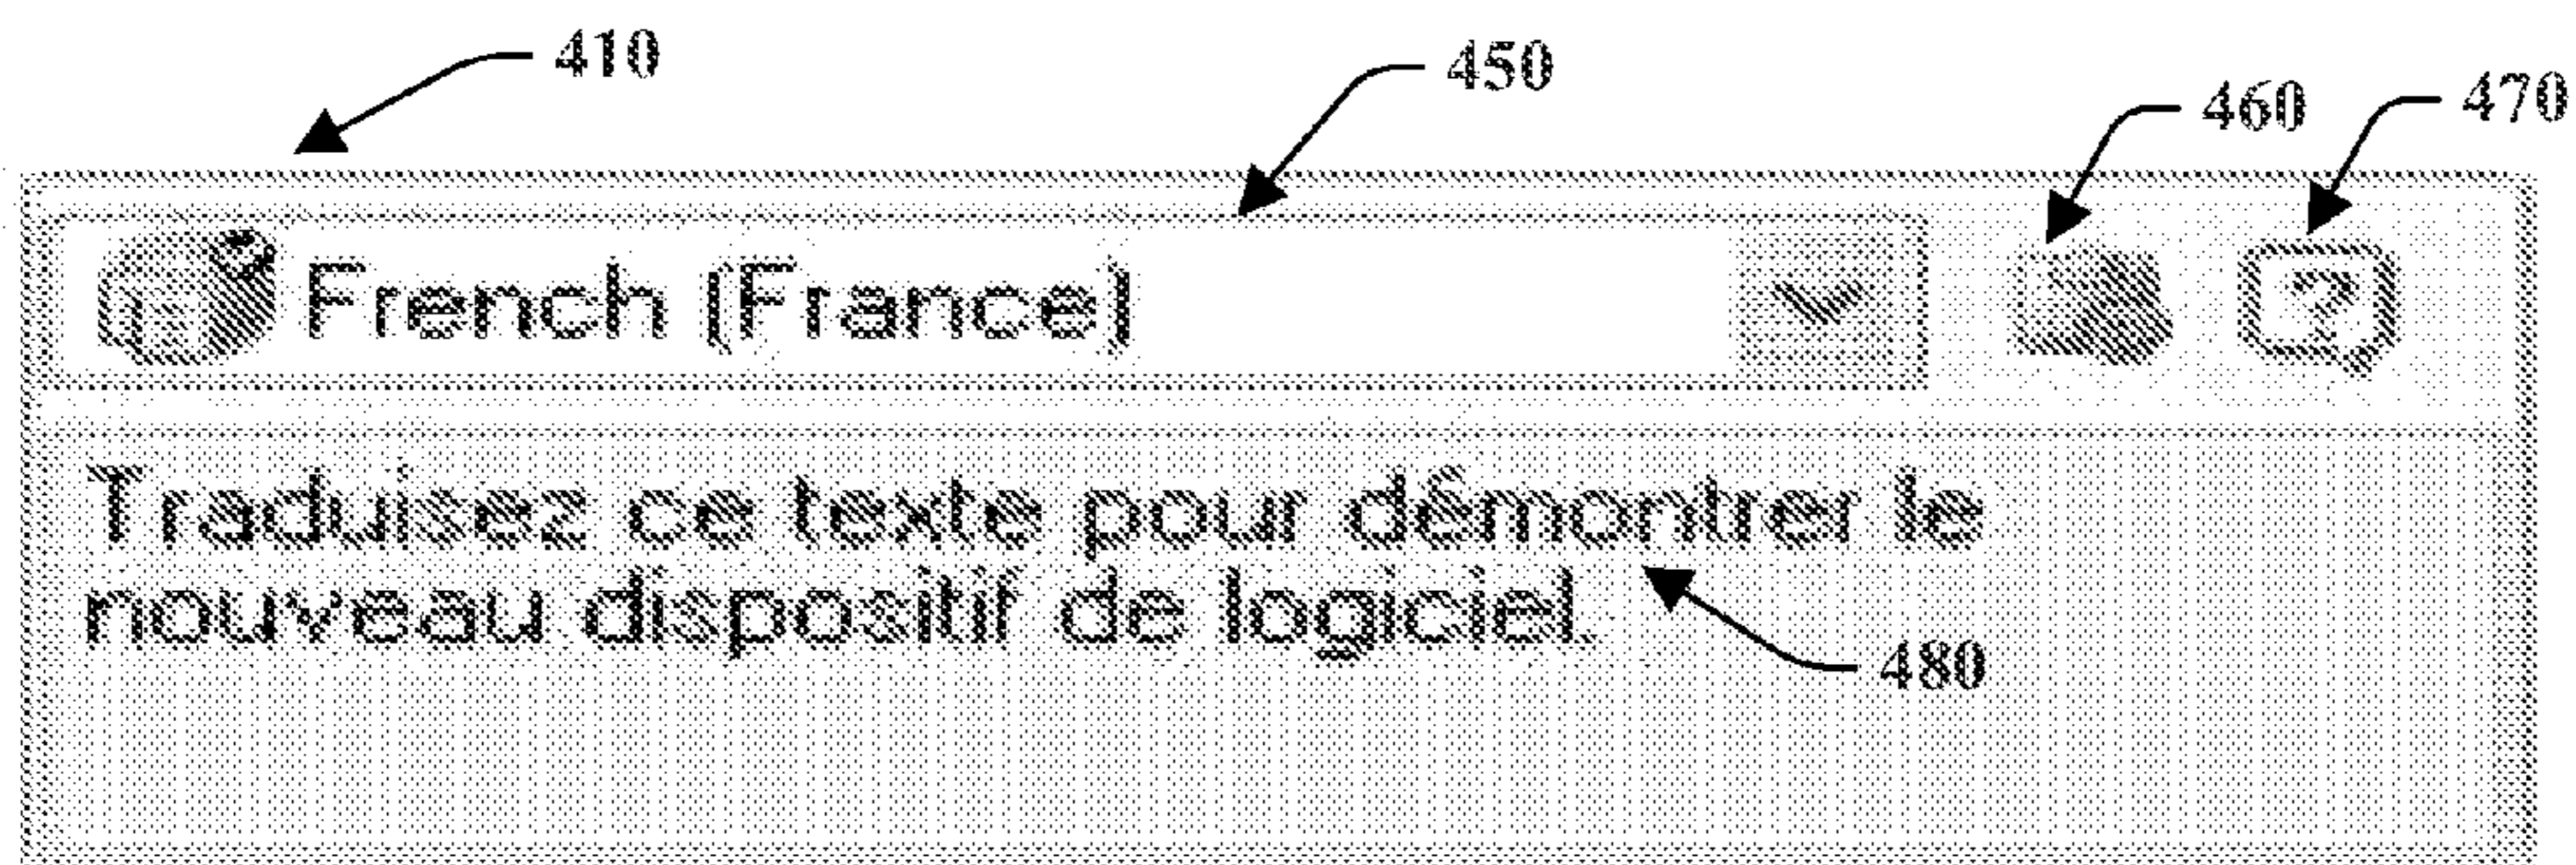 410
450
460
470
French (France)
?
Traduisez ce texte pour démontrer le
nouveau dispositif de logiciel.
480